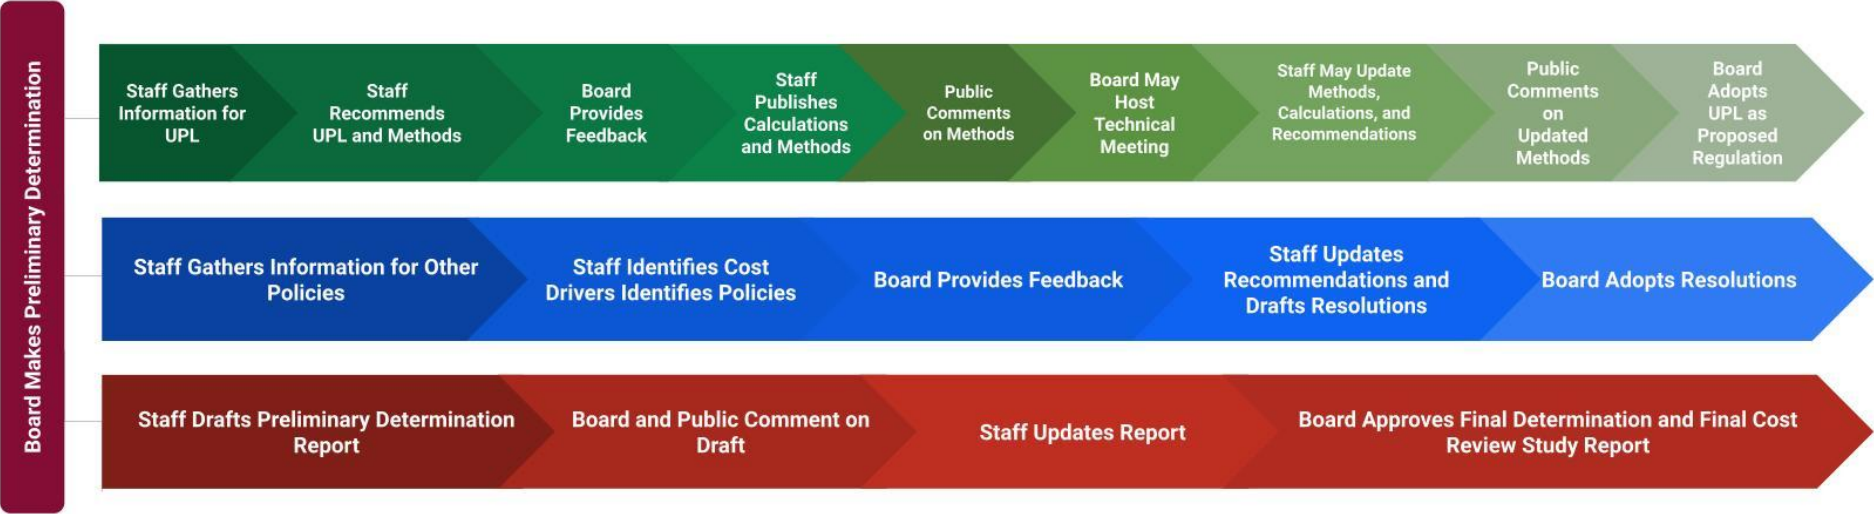 Board Makes Preliminary Determination
Staff Gathers
Information for
UPL
Staff
Recommends
UPL and Methods
Board
Provides
Feedback
Staff
Publishes
Calculations
and Methods
Public
Comments
on Methods
Board May
Host
Technical
Meeting
Staff May Update
Methods,
Calculations, and
Recommendations
Public
Comments
on
Updated
Methods
Board
Adopts
UPL as
Proposed
Regulation
Staff Gathers Information for Other
Policies
Staff Identifies Cost
Drivers Identifies Policies
Board Provides Feedback
Staff Updates
Recommendations and
Drafts Resolutions
Board Adopts Resolutions
Staff Drafts Preliminary Determination
Report
Board and Public Comment on
Draft
Staff Updates Report
Board Approves Final Determination and Final Cost
Review Study Report